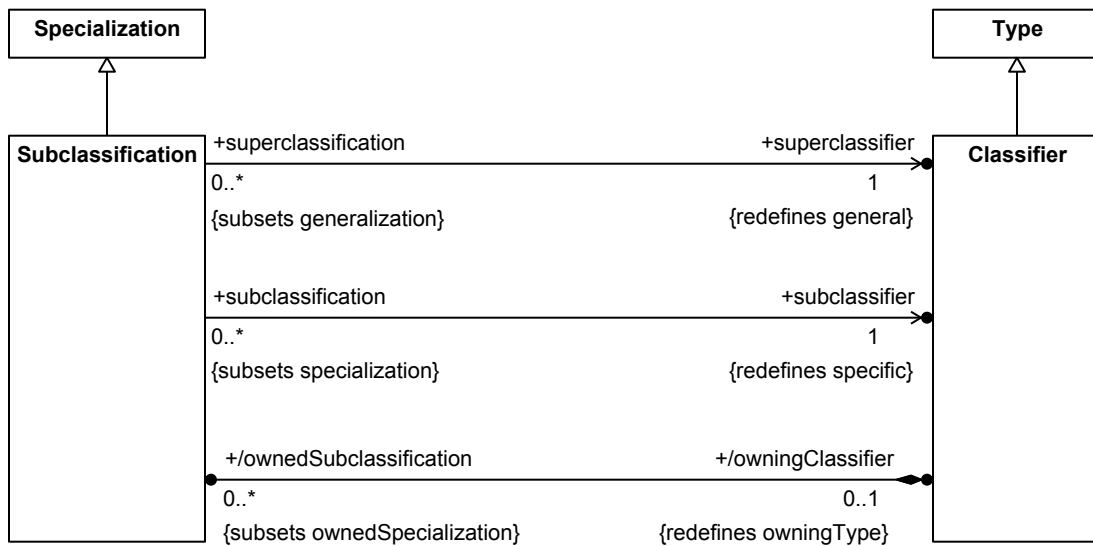 Specialization
Type
Subclassification
Classifier
+superclassification
+superclassifier
0..*
1
{subsets generalization}
{redefines general}
+subclassification
+subclassifier
0..*
1
{subsets specialization}
{redefines specific}
+/ownedSubclassification
+/owningClassifier
0..*
0..1
{subsets ownedSpecialization}
{redefines owningType}